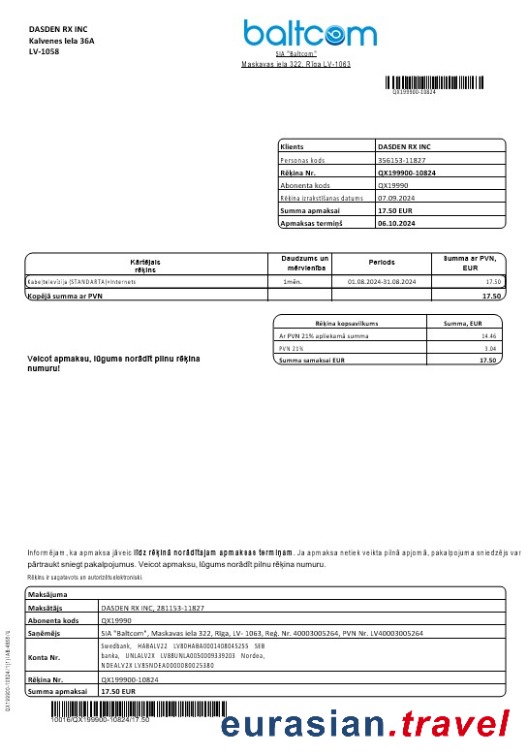 DASDEN RX INC
Kalvenes lela 36A
LV-1058
baltcom
SIA "Baltcom"
Maskavas iela 322, Rīga LV-1063
QX199900-10824
Klients DASDEN RX INC
Personas kods 356153-11827
Rēķina Nr. QX199900-10824
Abonenta kods QX19990
Rēķina izrakstīšanas datums 07.09.2024
Summa apmaksai 17.50 EUR
Apmaksas termiņš 06.10.2024
Kārtējais rēķins Daudzums un mērvienība Periods Summa ar PVN, EUR
Kabeļtelevīzija (STANDARTA)+Internets 1mēn. 01.08.2024-31.08.2024 17.50
Kopējā summa ar PVN 17.50
Rēķina kopsavilkums Summa, EUR
Ar PVN 21% apliekamā summa 14.46
PVN 21% 3.04
Summa samaksai EUR 17.50
Veicot apmaksu, lūgums norādīt pilnu rēķina
numuru!
Informējam, ka apmaksa jāveic līdz rēķinā norādītajam apmaksas termiņam. Ja apmaksa netiek veikta pilnā apjomā, pakalpojuma sniedzējs var
pārtraukt sniegt pakalpojumus. Veicot apmaksu, lūgums norādīt pilnu rēķina numuru.
Rēķins ir sagatavots un autorizēts elektroniski.
Maksājuma
Maksātājs DASDEN RX INC, 281153-11827
Abonenta kods QX19990
Saņēmējs SIA "Baltcom", Maskavas iela 322, Rīga, LV- 1063, Reģ. Nr. 40003005264, PVN Nr. LV40003005264
Konta Nr. Swedbank, HABALV22 LV80HABA0001408045255 SEB
banka, UNLALV2X LV88UNLA0050009339203 Nordea,
NDEALV2X LV85NDEA0000080025380
Rēķina Nr. QX199900-10824
Summa apmaksai 17.50 EUR
10016/QX199900-10824/17.50
eurasian.travel